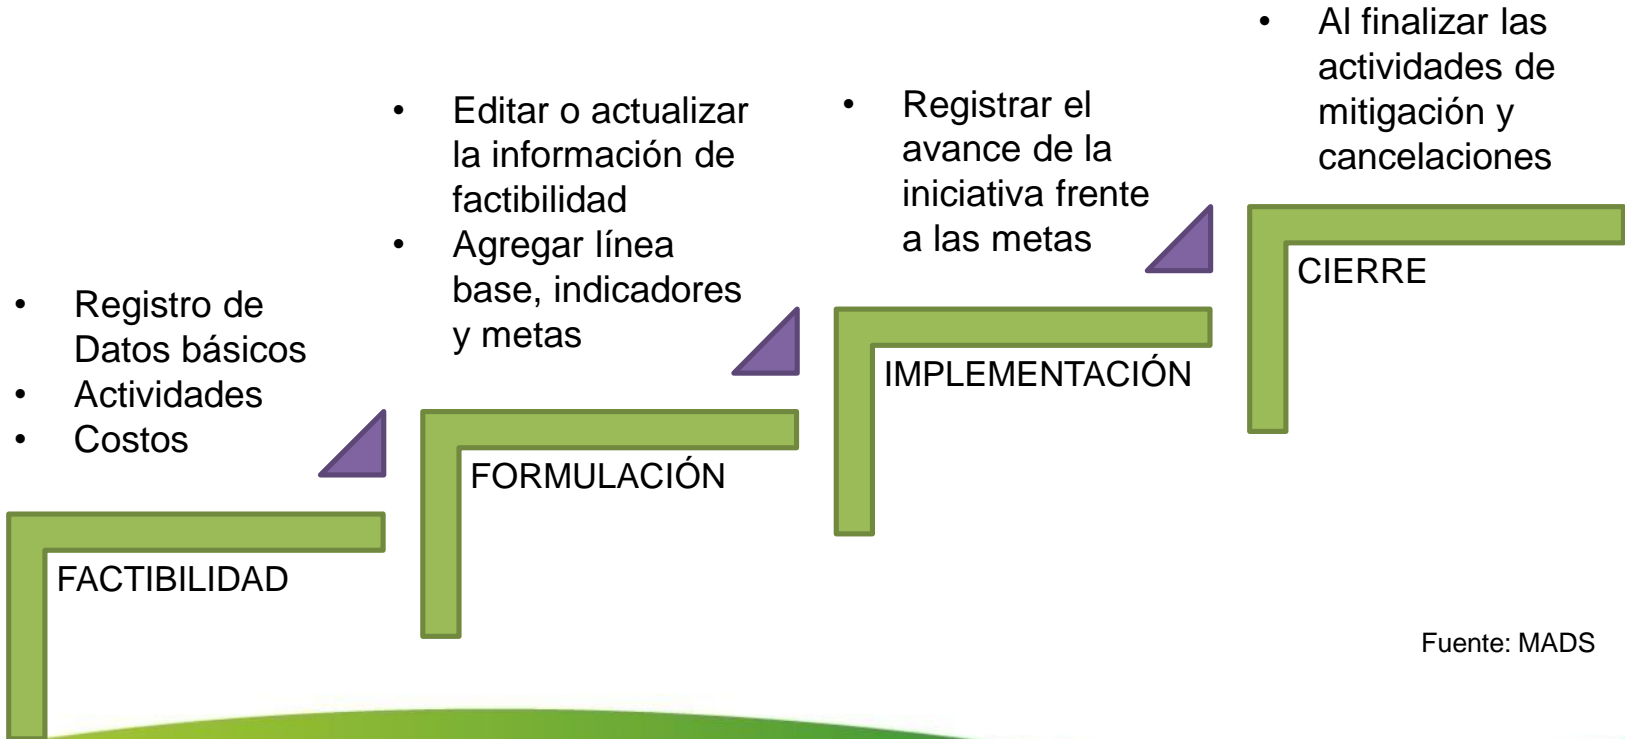 • Registro de
Datos básicos
• Actividades
• Costos
FACTIBILIDAD
• Editar o actualizar
la información de
factibilidad
• Agregar línea
base, indicadores
y metas
FORMULACIÓN
• Registrar el
avance de la
iniciativa frente
a las metas
IMPLEMENTACIÓN
• Al finalizar las
actividades de
mitigación y
cancelaciones
CIERRE
Fuente: MADS